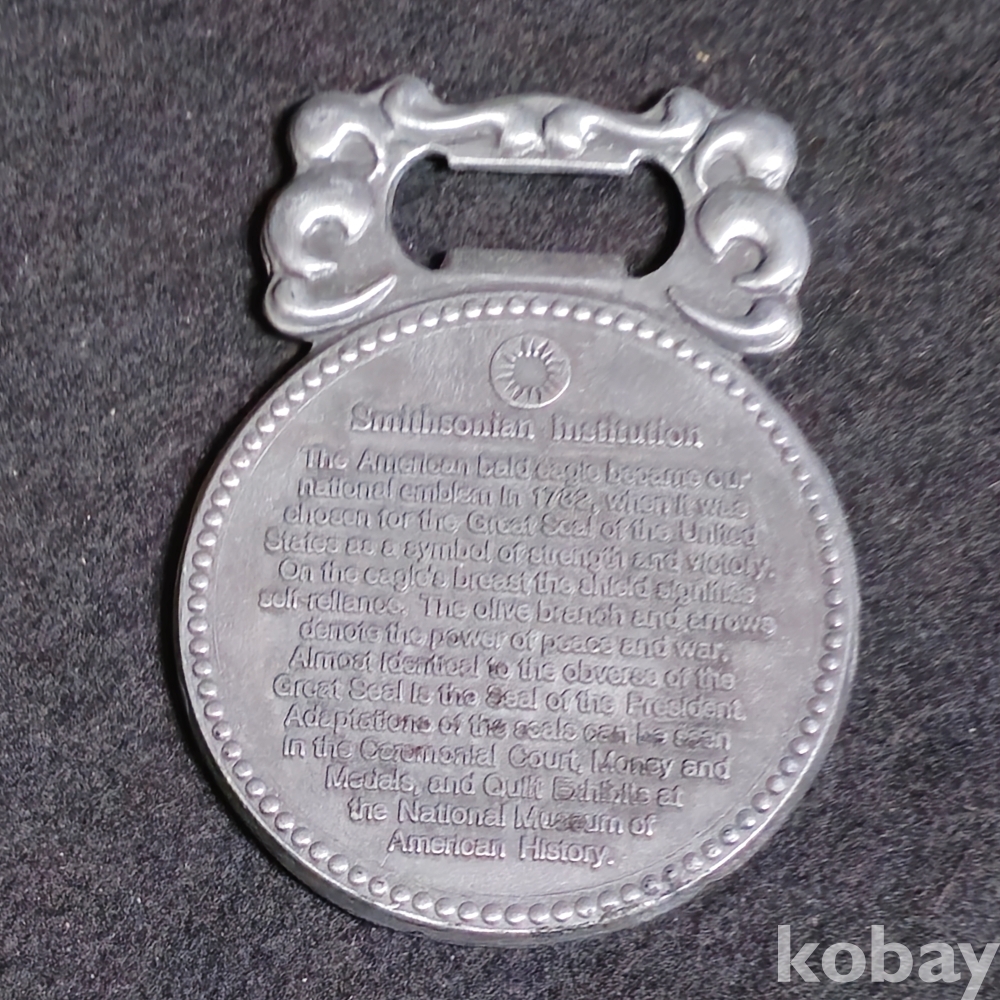 Smithsonian Institution
The American bald eagle became our
national emblem in 1782, when it was
chosen for the Great Seal of the United
States as a symbol of strength and victory.
On the eagle's breast the shield signifies
self-reliance. The olive branch and arrows
denote the power of peace and war.
Almost identical to the obverse of the
Great Seal is the Seal of the President.
Adaptations of the seals can be seen
in the Ceremonial Court, Money and
Medals, and Quilt Exhibits at
the National Museum of
American History.
kobay